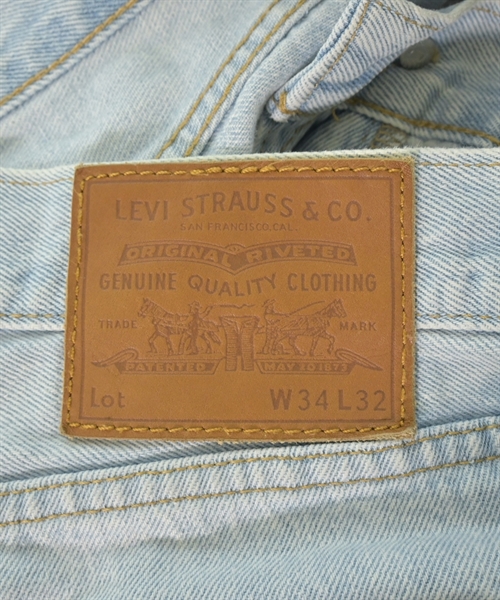 LEVI STRAUSS & CO.
SAN FRANCISCO, CAL.
ORIGINAL RIVETED
GENUINE QUALITY CLOTHING
TRADE MARK
PATENTED MAY 20 1873
Lot W34 L32